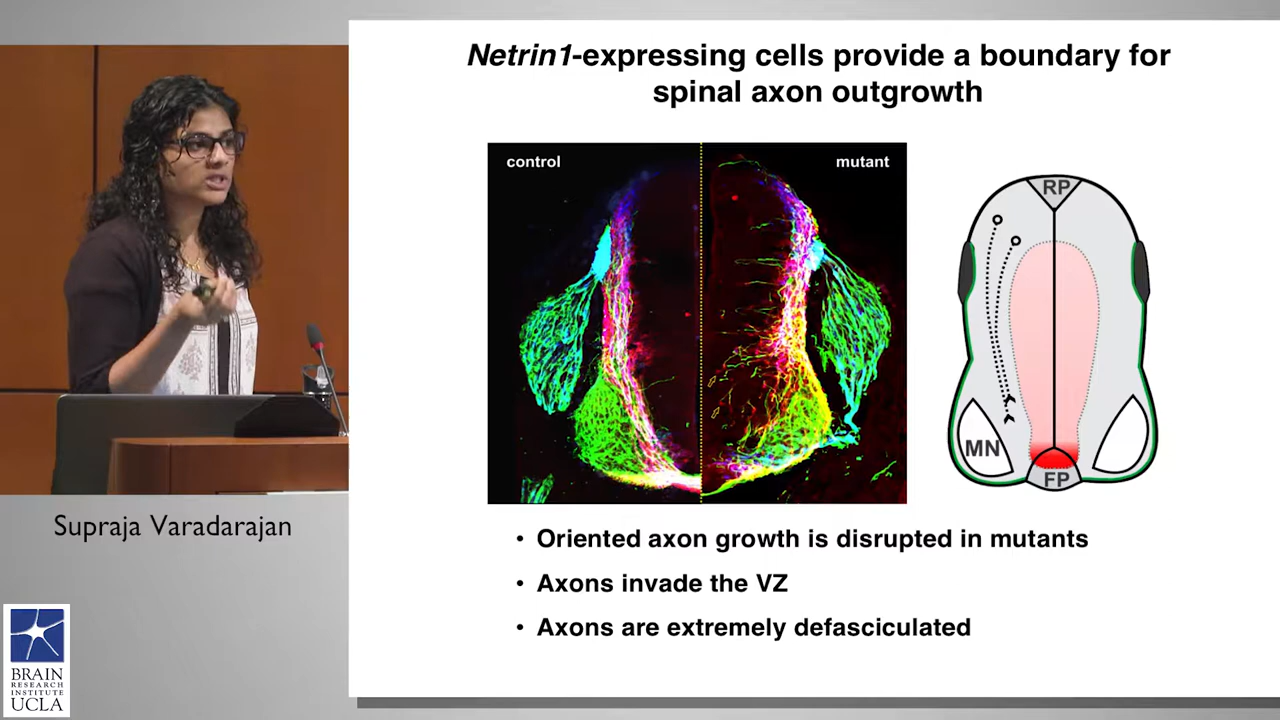 Netrin1-expressing cells provide a boundary for
spinal axon outgrowth
control
mutant
RP
MN
FP
• Oriented axon growth is disrupted in mutants
• Axons invade the VZ
• Axons are extremely defasciculated
Supraja Varadarajan
BRAIN
RESEARCH
INSTITUTE
UCLA